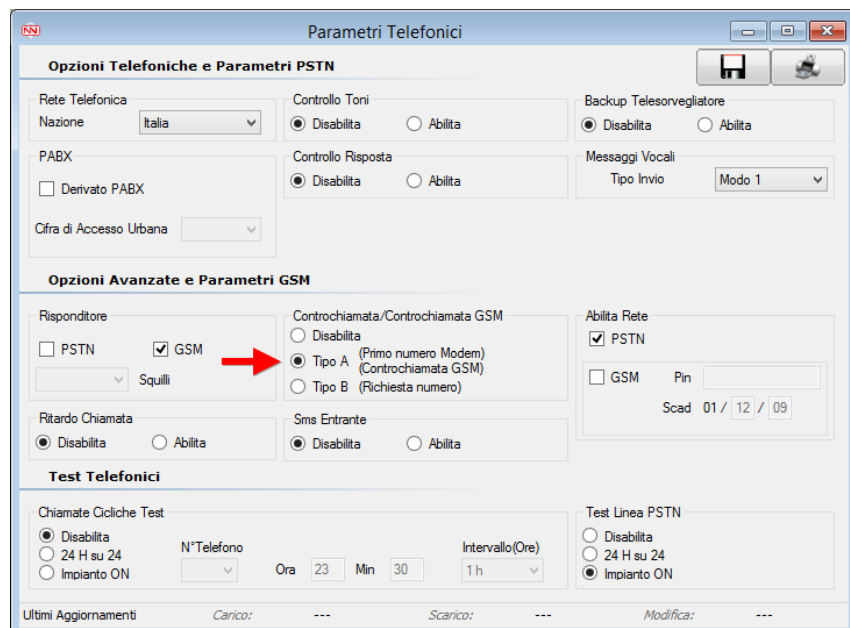 Parametri Telefonici
Opzioni Telefoniche e Parametri PSTN
Rete Telefonica
Nazione Italia
Controllo Toni
Disabilita Abilita
Backup Telesorvegliatore
Disabilita Abilita
PABX
Derivato PABX
Cifra di Accesso Urbana
Controllo Risposta
Disabilita Abilita
Messaggi Vocali
Tipo Invio Modo 1
Opzioni Avanzate e Parametri GSM
Risponditore
PSTN GSM
Squilli
Controchiamata/Controchiamata GSM
Disabilita
Tipo A (Primo numero Modem)
(Controchiamata GSM)
Tipo B (Richiesta numero)
Abilita Rete
PSTN
GSM Pin
Scad 01 / 12 / 09
Ritardo Chiamata
Disabilita Abilita
Sms Entrante
Disabilita Abilita
Test Telefonici
Chiamate Cicliche Test
Disabilita
24 H su 24
Impianto ON
N°Telefono
Ora 23 Min 30
Intervallo(Ore)
1 h
Test Linea PSTN
Disabilita
24 H su 24
Impianto ON
Ultimi Aggiornamenti Carico: --- Scarico: --- Modifica: ---